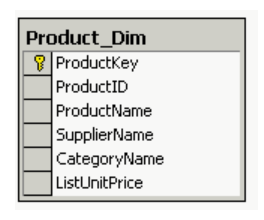 Product_Dim
ProductKey
ProductID
ProductName
SupplierName
CategoryName
ListUnitPrice